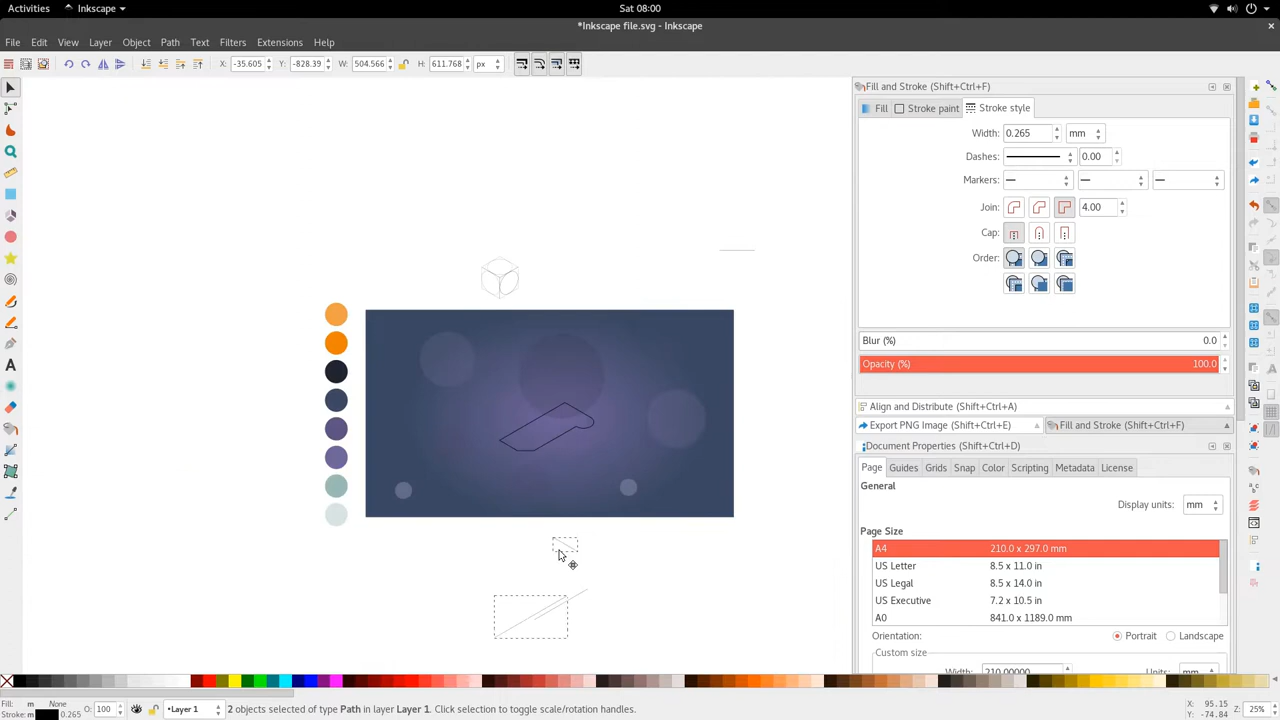 Activities Inkscape Sat 08:00
*Inkscape file.svg - Inkscape
File Edit View Layer Object Path Text Filters Extensions Help
X: -35.605 Y: -828.39 W: 504.566 H: 611.768 px
Fill and Stroke (Shift+Ctrl+F)
Fill Stroke paint Stroke style
Width: 0.265 mm
Dashes: 0.00
Markers:
Join: 4.00
Cap:
Order:
Blur (%) 0.0
Opacity (%) 100.0
Align and Distribute (Shift+Ctrl+A)
Export PNG Image (Shift+Ctrl+E) Fill and Stroke (Shift+Ctrl+F)
Document Properties (Shift+Ctrl+D)
Page Guides Grids Snap Color Scripting Metadata License
General
Display units: mm
Page Size
A4 210.0 x 297.0 mm
US Letter 8.5 x 11.0 in
US Legal 8.5 x 14.0 in
US Executive 7.2 x 10.5 in
A0 841.0 x 1189.0 mm
Orientation: Portrait Landscape
Custom size
Width: 210.00000 Units: mm
Fill: m None
Stroke: m 0.265
O: 100
•Layer 1
2 objects selected of type Path in layer Layer 1. Click selection to toggle scale/rotation handles.
X: 95.15
Y: -74.84
Z: 25%